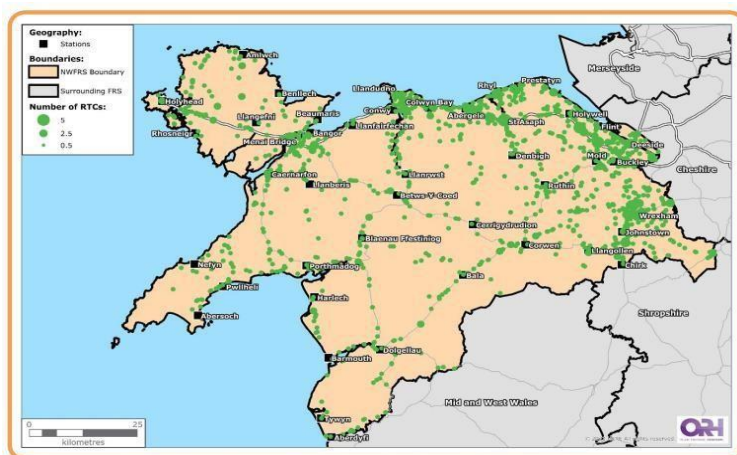 Geography:
Stations
Boundaries:
NWFRS Boundary
Surrounding FRS
Number of RTCs:
5
2.5
0.5
Amlwch
Holyhead
Benllech
Llangefni
Beaumaris
Rhosneigr
Menai Bridge
Bangor
Llandudno
Conwy
Colwyn Bay
Llanfairfechan
Abergele
Rhyl
Prestatyn
St Asaph
Holywell
Flint
Deeside
Mold
Buckley
Denbigh
Ruthin
Caernarfon
Llanberis
Llanrwst
Betws-Y-Coed
Cerrigydrudion
Corwen
Wrexham
Johnstown
Llangollen
Chirk
Blaenau Ffestiniog
Nefyn
Porthmadog
Pwllheli
Abersoch
Harlech
Bala
Barmouth
Dolgellau
Tywyn
Aberdyfi
Merseyside
Cheshire
Shropshire
Mid and West Wales
0
25
kilometres
ORH